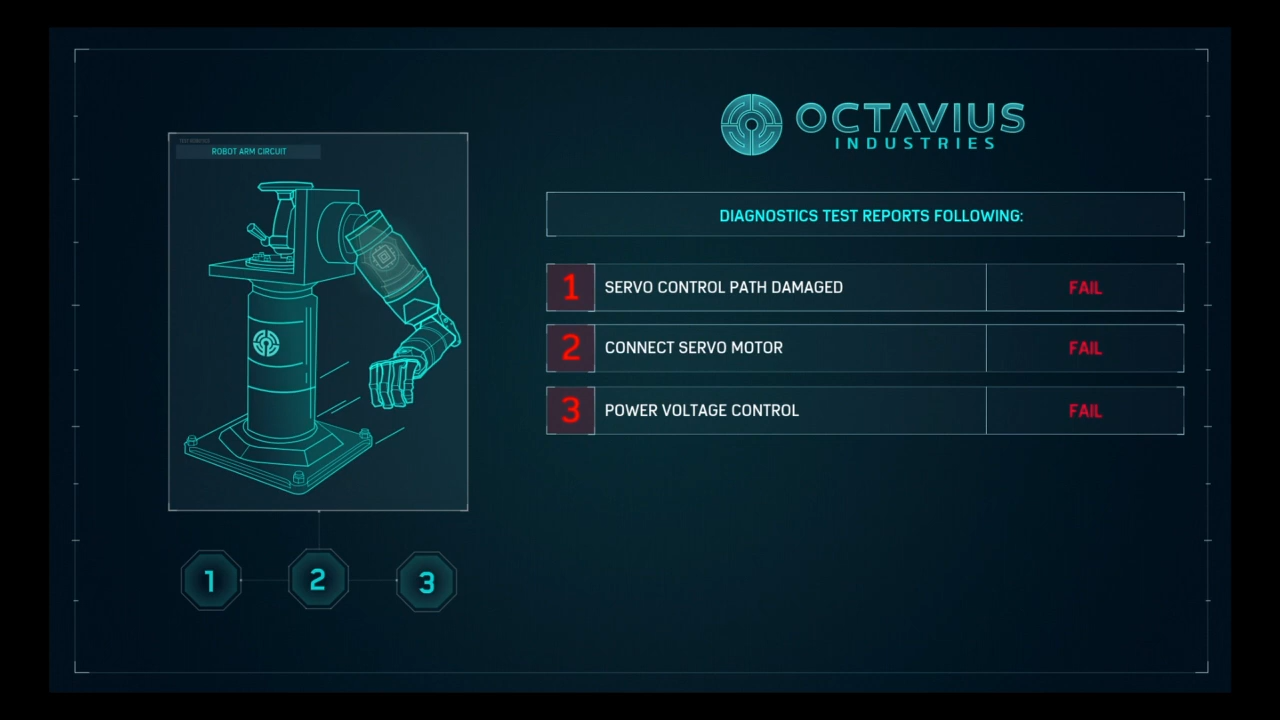 OCTAVIUS
INDUSTRIES
ROBOT ARM CIRCUIT
DIAGNOSTICS TEST REPORTS FOLLOWING:
1 SERVO CONTROL PATH DAMAGED FAIL
2 CONNECT SERVO MOTOR FAIL
3 POWER VOLTAGE CONTROL FAIL
1 2 3